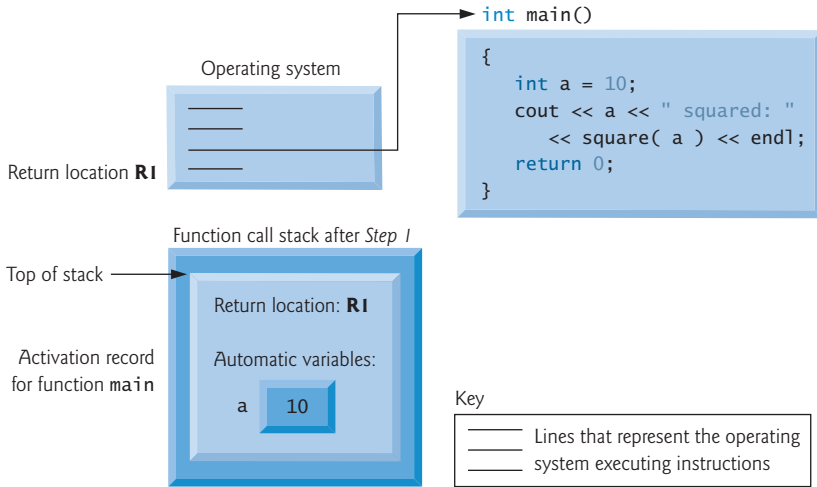 int main()
Operating system
{
int a = 10;
cout << a << " squared: "
<< square( a ) << endl;
return 0;
}
Return location R1
Function call stack after Step 1
Top of stack
Return location: R1
Activation record
for function main
Automatic variables:
a 10
Key
Lines that represent the operating
system executing instructions